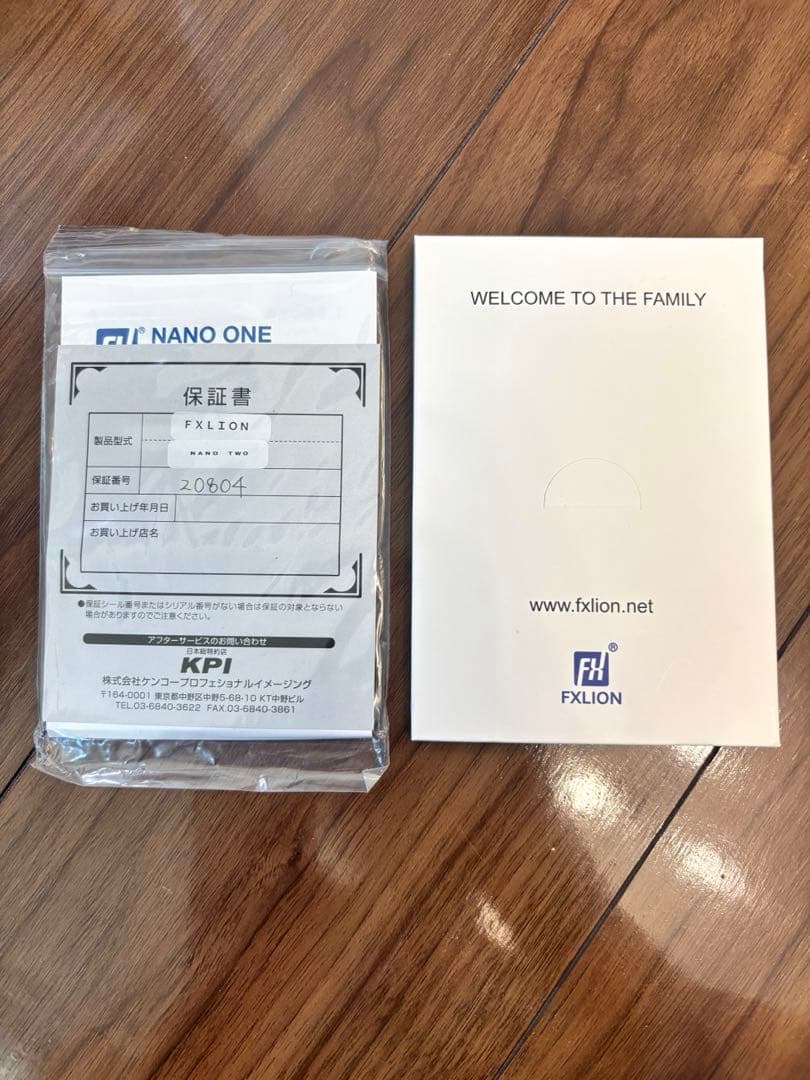 FX® NANO ONE
保証書
製品型式
FXLION
NANO TWO
保証番号
20804
お買い上げ年月日
お買い上げ店名
●保証シール番号またはシリアル番号がない場合は保証の対象とならない
場合がありますのでご注意ください。
アフターサービスのお問い合わせ
日本総特約店
KPI
株式会社ケンコープロフェショナルイメージング
〒164-0001 東京都中野区中野5-68-10 KT中野ビル
TEL.03-6840-3622 FAX.03-6840-3861
WELCOME TO THE FAMILY
www.fxlion.net
FX®
FXLION